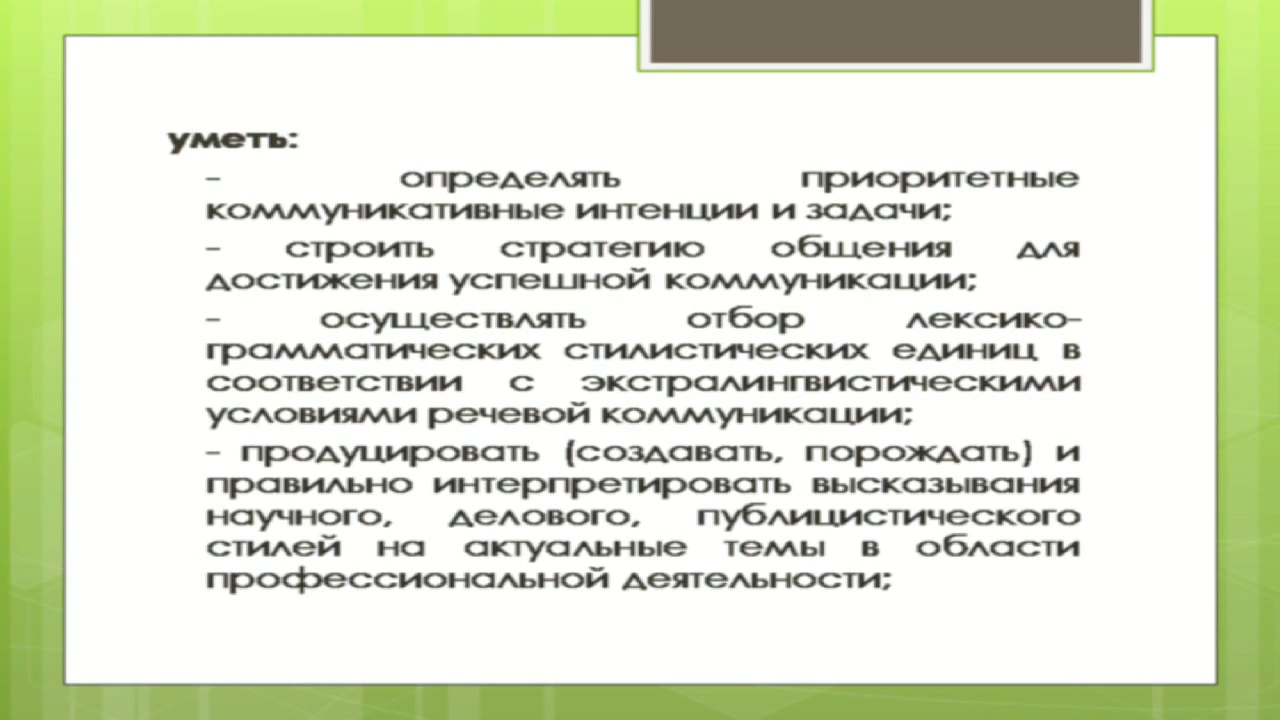 уметь:
- определять приоритетные
коммуникативные интенции и задачи;
- строить стратегию общения для
достижения успешной коммуникации;
- осуществлять отбор лексико-
грамматических стилистических единиц в
соответствии с экстралингвистическими
условиями речевой коммуникации;
- продуцировать (создавать, порождать) и
правильно интерпретировать высказывания
научного, делового, публицистического
стилей на актуальные темы в области
профессиональной деятельности;